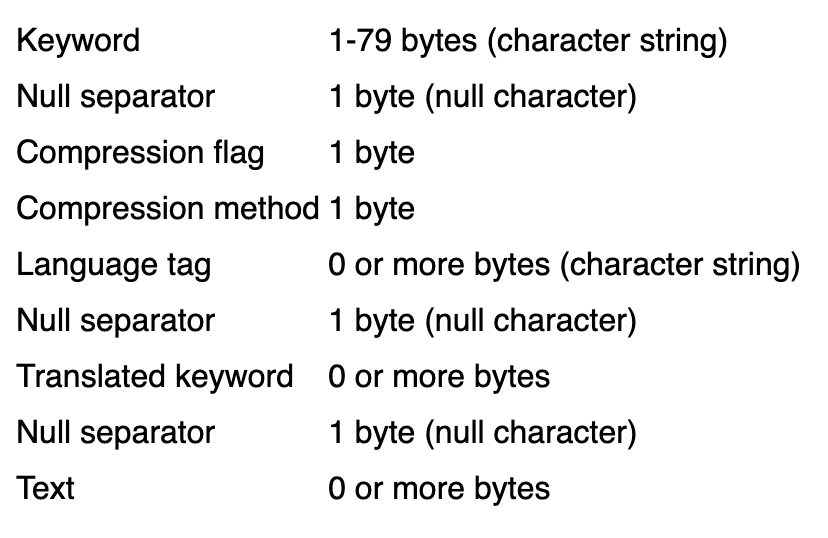 Keyword 1-79 bytes (character string)
Null separator 1 byte (null character)
Compression flag 1 byte
Compression method 1 byte
Language tag 0 or more bytes (character string)
Null separator 1 byte (null character)
Translated keyword 0 or more bytes
Null separator 1 byte (null character)
Text 0 or more bytes